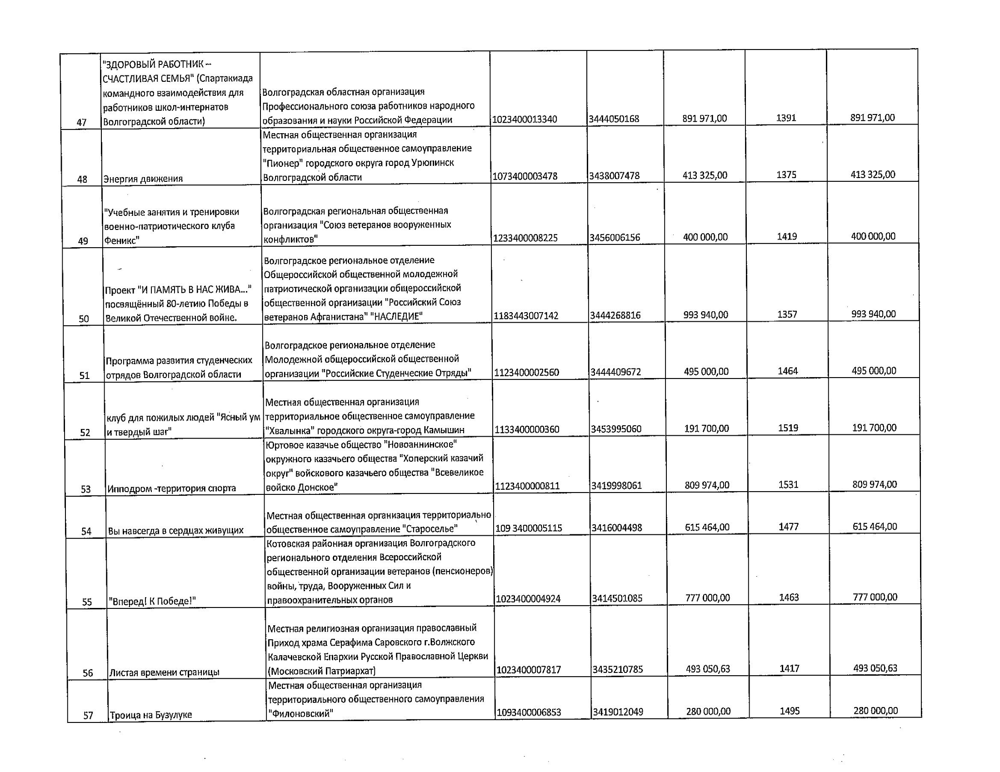 "ЗДОРОВЫЙ РАБОТНИК –
СЧАСТЛИВАЯ СЕМЬЯ" (Спартакиада
командного взаимодействия для
работников школ-интернатов
47 Волгоградской области)
Волгоградская областная организация
Профессионального союза работников народного
образования и науки Российской Федерации
1023400013340 3444050168 891 971,00 1391 891 971,00
48 Энергия движения
Местная общественная организация
территориальная общественное самоуправление
"Пионер" городского округа город Урюпинск
Волгоградской области
1073400003478 3438007478 413 325,00 1375 413 325,00
"Учебные занятия и тренировки
военно-патриотического клуба
49 Феникс"
Волгоградская региональная общественная
организация "Союз ветеранов вооруженных
конфликтов"
1233400008225 3456006156 400 000,00 1419 400 000,00
Проект "И ПАМЯТЬ В НАС ЖИВА..."
посвящённый 80-летию Победы в
50 Великой Отечественной войне.
Волгоградское региональное отделение
Общероссийской общественной молодежной
патриотической организации общероссийской
общественной организации "Российский Союз
ветеранов Афганистана" "НАСЛЕДИЕ"
1183443007142 3444268816 993 940,00 1357 993 940,00
Программа развития студенческих
51 отрядов Волгоградской области
Волгоградское региональное отделение
Молодежной общероссийской общественной
организации "Российские Студенческие Отряды"
1123400002560 3444409672 495 000,00 1464 495 000,00
клуб для пожилых людей "Ясный ум
52 и твердый шаг"
Местная общественная организация
территориальное общественное самоуправление
"Хвалынка" городского округа-город Камышин
1133400000360 3453995060 191 700,00 1519 191 700,00
53 Ипподром -территория спорта
Юртовое казачье общество "Новоаннинское"
окружного казачьего общества "Хоперский казачий
округ" войскового казачьего общества "Всевеликое
войско Донское"
1123400000811 3419998061 809 974,00 1531 809 974,00
54 Вы навсегда в сердцах живущих
Местная общественная организация территориально
общественное самоуправление "Староселье"
109 3400005115 3416004498 615 464,00 1477 615 464,00
55 "Вперед! К Победе!"
Котовская районная организация Волгоградского
регионального отделения Всероссийской
общественной организации ветеранов (пенсионеров)
войны, труда, Вооруженных Сил и
правоохранительных органов
1023400004924 3414501085 777 000,00 1463 777 000,00
56 Листая времени страницы
Местная религиозная организация православный
Приход храма Серафима Саровского г.Волжского
Калачевской Епархии Русской Православной Церкви
(Московский Патриархат)
1023400007817 3435210785 493 050,63 1417 493 050,63
57 Троица на Бузулуке
Местная общественная организация
территориального общественного самоуправления
"Филоновский"
1093400006853 3419012049 280 000,00 1495 280 000,00